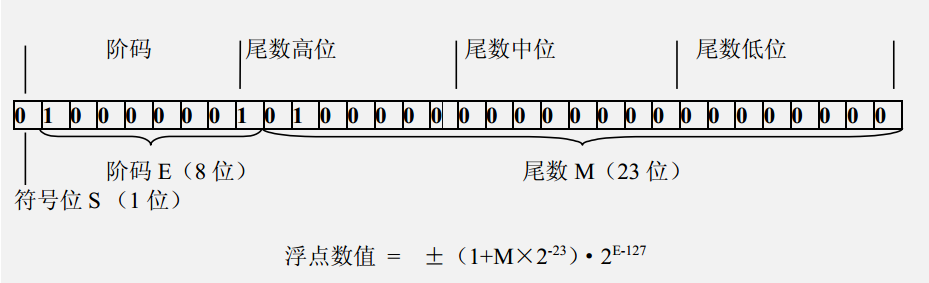 阶码 尾数高位 尾数中位 尾数低位
0 1 0 0 0 0 0 0 1 0 1 0 0 0 0 0 0 0 0 0 0 0 0 0 0 0 0 0 0 0 0 0
阶码 E（8 位） 尾数 M（23 位）
符号位 S （1 位）
浮点数值 = ±（1+M×2⁻²³）· 2ᴱ⁻¹²⁷